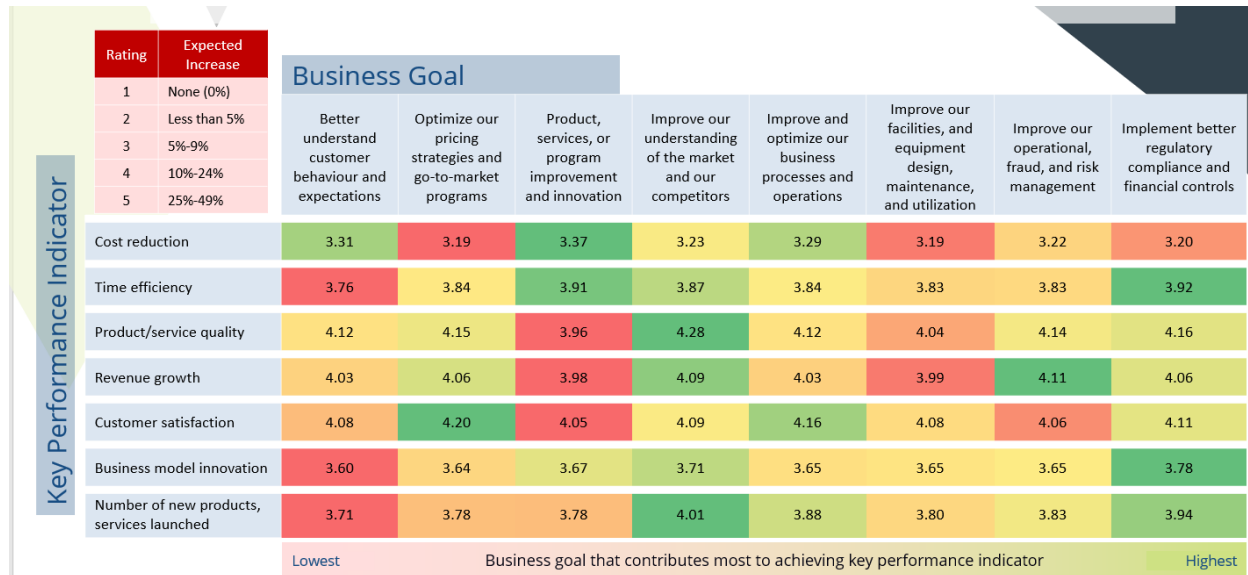 Rating Expected Increase
1 None (0%)
2 Less than 5%
3 5%-9%
4 10%-24%
5 25%-49%
Business Goal
Key Performance Indicator
Better understand customer behaviour and expectations
Optimize our pricing strategies and go-to-market programs
Product, services, or program improvement and innovation
Improve our understanding of the market and our competitors
Improve and optimize our business processes and operations
Improve our facilities, and equipment design, maintenance, and utilization
Improve our operational, fraud, and risk management
Implement better regulatory compliance and financial controls
Cost reduction 3.31 3.19 3.37 3.23 3.29 3.19 3.22 3.20
Time efficiency 3.76 3.84 3.91 3.87 3.84 3.83 3.83 3.92
Product/service quality 4.12 4.15 3.96 4.28 4.12 4.04 4.14 4.16
Revenue growth 4.03 4.06 3.98 4.09 4.03 3.99 4.11 4.06
Customer satisfaction 4.08 4.20 4.05 4.09 4.16 4.08 4.06 4.11
Business model innovation 3.60 3.64 3.67 3.71 3.65 3.65 3.65 3.78
Number of new products, services launched 3.71 3.78 3.78 4.01 3.88 3.80 3.83 3.94
Lowest Business goal that contributes most to achieving key performance indicator Highest